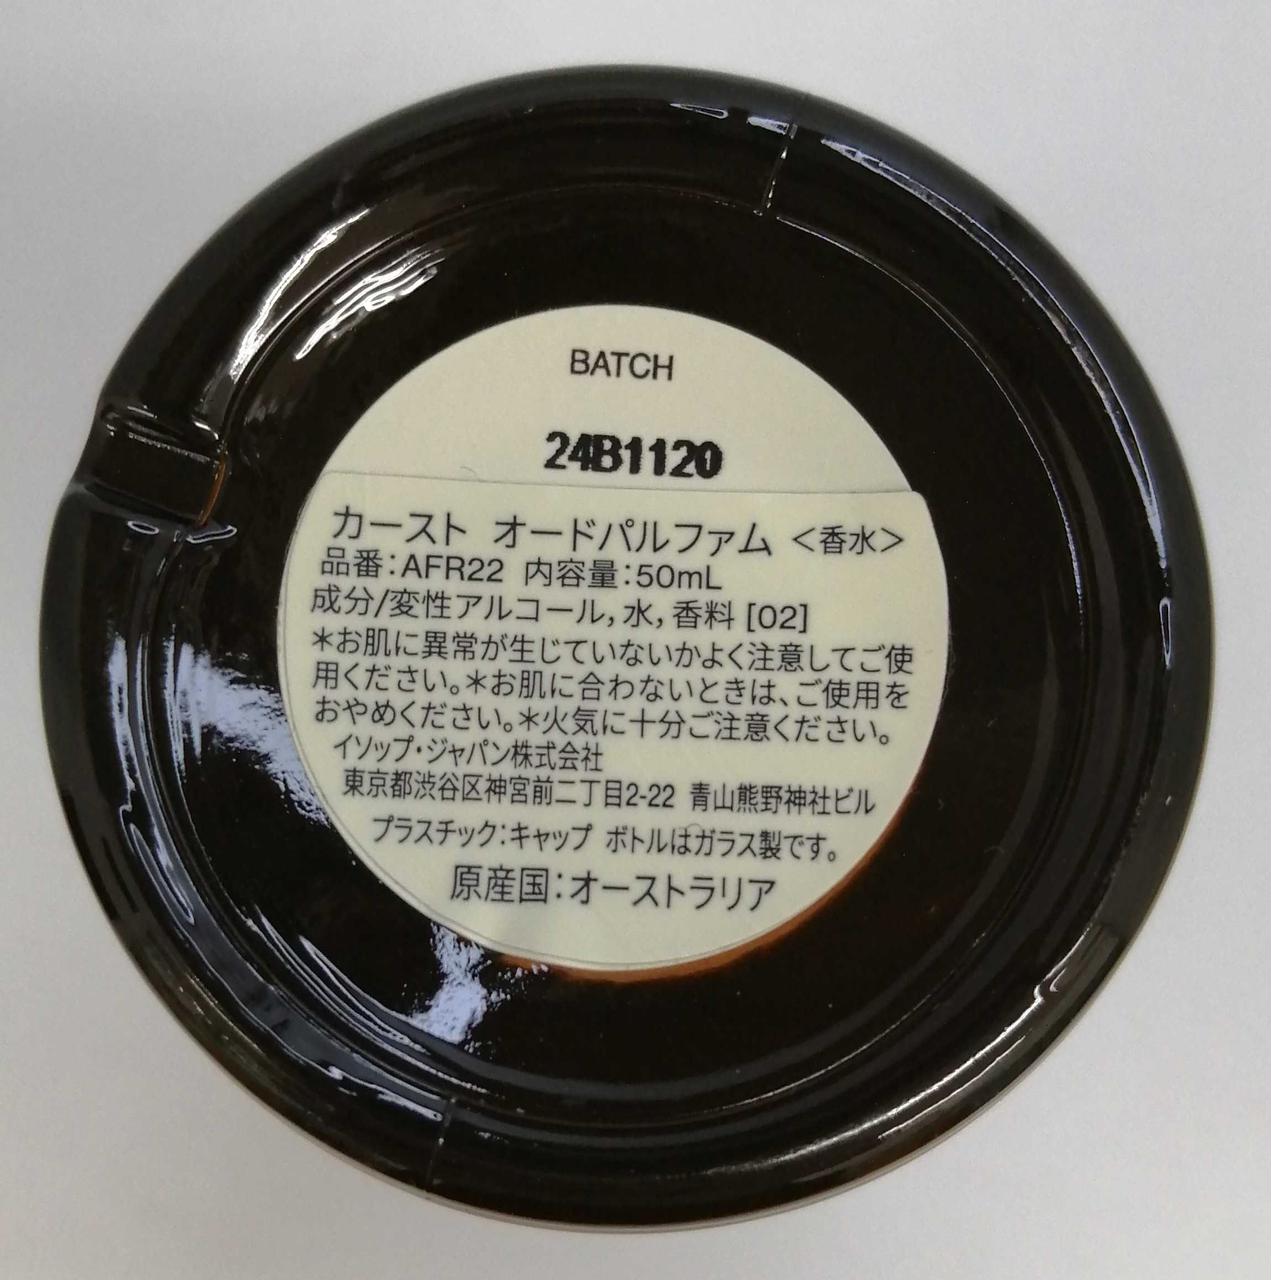 BATCH
24B1120
カースト オードパルファム <香水>
品番:AFR22 内容量:50mL
成分/変性アルコール,水,香料 [02]
*お肌に異常が生じていないかよく注意してご使
用ください。*お肌に合わないときは、ご使用を
おやめください。*火気に十分ご注意ください。
イソップ・ジャパン株式会社
東京都渋谷区神宮前二丁目2-22 青山熊野神社ビル
プラスチック:キャップ ボトルはガラス製です。
原産国:オーストラリア